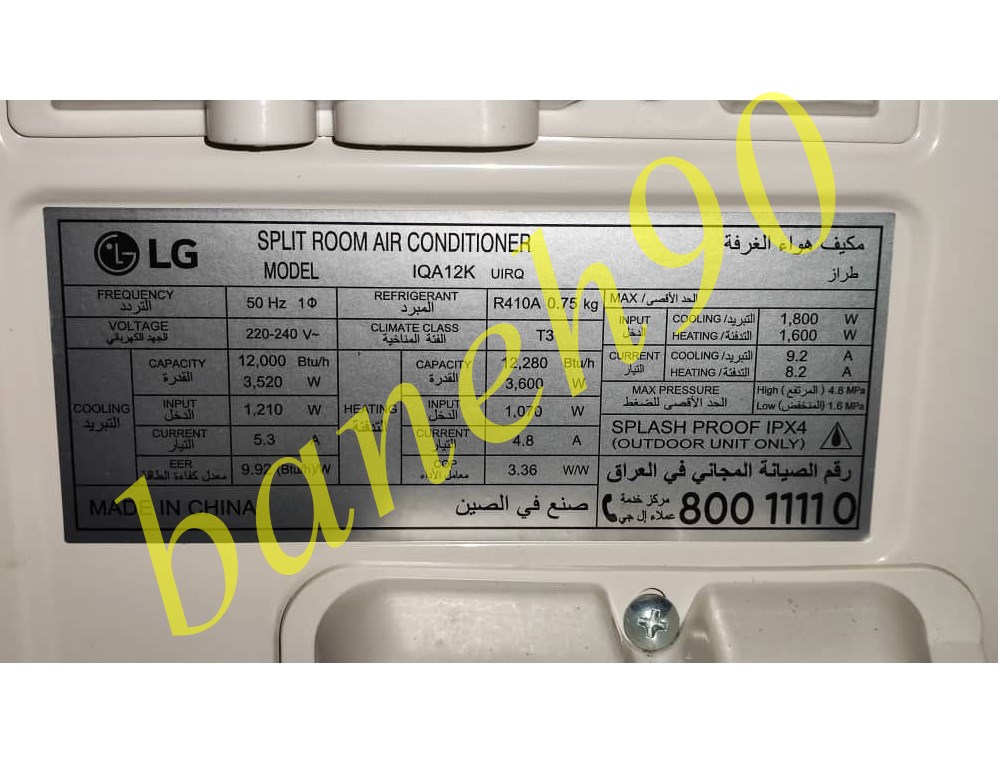 LG
SPLIT ROOM AIR CONDITIONER
مكيف هواء الغرفة
MODEL
IQA12K UIRQ
طراز
FREQUENCY
التردد
50 Hz 1Φ
REFRIGERANT
المبرد
R410A 0.75 kg
MAX / الحد الأقصى
VOLTAGE
الجهد الكهربائي
220-240 V~
CLIMATE CLASS
الفئة المناخية
T3
INPUT
الدخل
COOLING / التبريد 1,800 W
HEATING / التدفئة 1,600 W
COOLING
التبريد
CAPACITY
القدرة
12,000 Btu/h
3,520 W
HEATING
التدفئة
CAPACITY
القدرة
12,280 Btu/h
3,600 W
CURRENT
التيار
COOLING / التبريد 9.2 A
HEATING / التدفئة 8.2 A
MAX PRESSURE
الحد الأقصى للضغط
High ( المرتفع ) 4.8 MPa
Low (المنخفض) 1.6 MPa
INPUT
الدخل
1,210 W
INPUT
الدخل
1,070 W
CURRENT
التيار
5.3 A
CURRENT
التيار
4.8 A
SPLASH PROOF IPX4
(OUTDOOR UNIT ONLY)
EER
معدل كفاءة الطاقة
9.92 (Btu/h)/W
COP
معامل الأداء
3.36 W/W
رقم الصيانة المجاني في العراق
MADE IN CHINA
صنع في الصين
مركز خدمة
عملاء إل جي
800 1111 0
baneh90